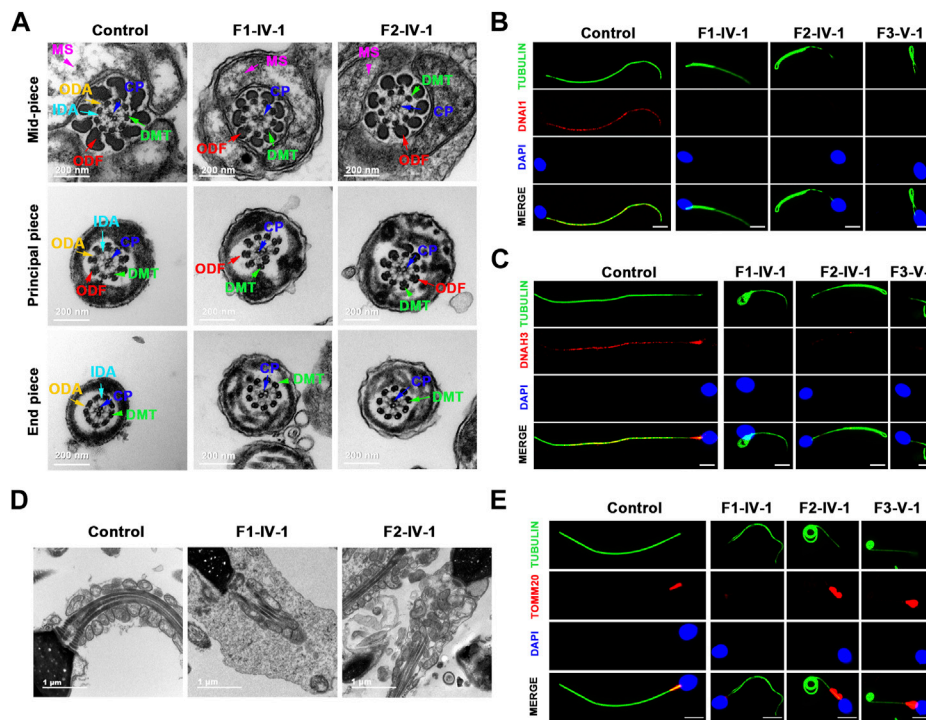 A
Control
F1-IV-1
F2-IV-1
Mid-piece
MS
ODA
CP
IDA
DMT
ODF
200 nm
MS
CP
DMT
ODF
200 nm
MS
DMT
CP
ODF
200 nm
Principal piece
IDA
ODA
CP
DMT
ODF
200 nm
CP
ODF
DMT
200 nm
CP
ODF
DMT
200 nm
End piece
IDA
ODA
CP
DMT
200 nm
CP
DMT
200 nm
CP
DMT
200 nm
B
Control
F1-IV-1
F2-IV-1
F3-V-1
TUBULIN
DNAI1
DAPI
MERGE
C
Control
F1-IV-1
F2-IV-1
F3-V-1
TUBULIN
DNAH3
DAPI
MERGE
D
Control
F1-IV-1
F2-IV-1
1 µm
1 µm
1 µm
E
Control
F1-IV-1
F2-IV-1
F3-V-1
TUBULIN
TOMM20
DAPI
MERGE